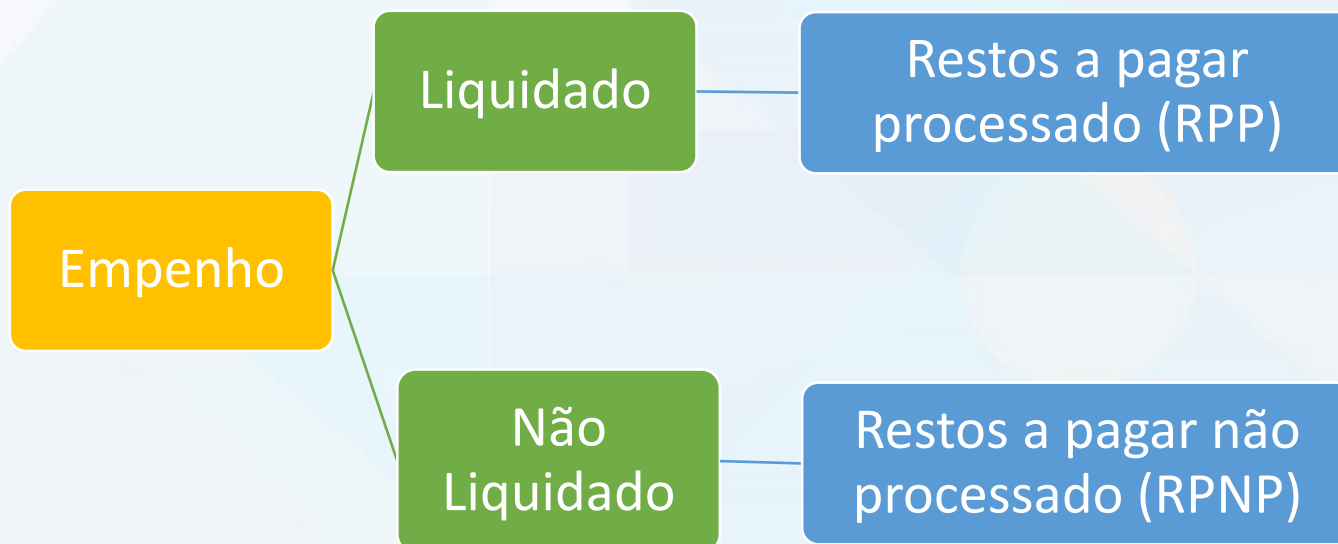 Empenho
Liquidado
Restos a pagar
processado (RPP)
Não
Liquidado
Restos a pagar não
processado (RPNP)